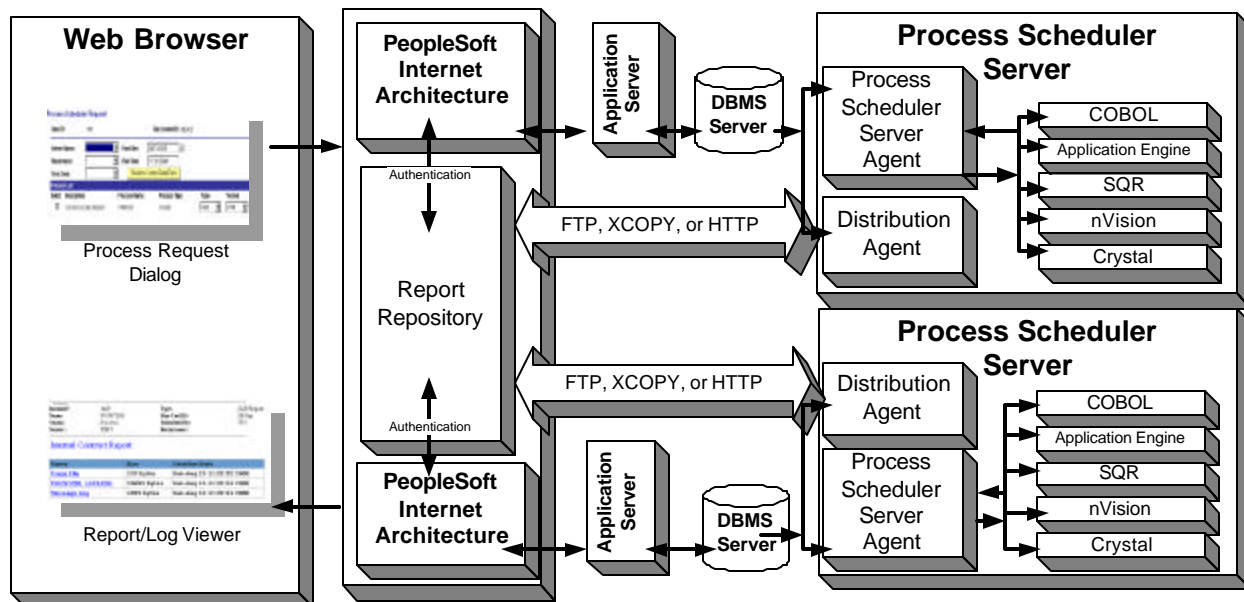 Web Browser
Process Request
Dialog
Internal Contract Report
Report/Log Viewer
PeopleSoft
Internet
Architecture
Authentication
Report
Repository
Authentication
PeopleSoft
Internet
Architecture
Application
Server
DBMS
Server
FTP, XCOPY, or HTTP
FTP, XCOPY, or HTTP
Application
Server
DBMS
Server
Process Scheduler
Server
Process
Scheduler
Server
Agent
Distribution
Agent
COBOL
Application Engine
SQR
nVision
Crystal
Process Scheduler
Server
Distribution
Agent
Process
Scheduler
Server
Agent
COBOL
Application Engine
SQR
nVision
Crystal